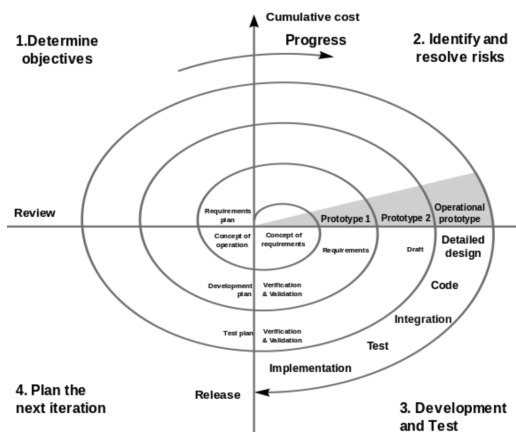 Cumulative cost
1.Determine
objectives
Progress
2. Identify and
resolve risks
Review
Requirements
plan
Prototype 1
Prototype 2
Operational
prototype
Concept of
operation
Concept of
requirements
Requirements
Draft
Detailed
design
Development
plan
Verification
& Validation
Code
Test plan
Verification
& Validation
Integration
Test
Implementation
Release
4. Plan the
next iteration
3. Development
and Test